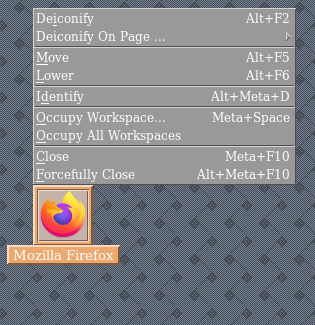 Deiconify Alt+F2
Deiconify On Page ...
Move Alt+F5
Lower Alt+F6
Identify Alt+Meta+D
Occupy Workspace... Meta+Space
Occupy All Workspaces
Close Meta+F10
Forcefully Close Alt+Meta+F10
Mozilla Firefox